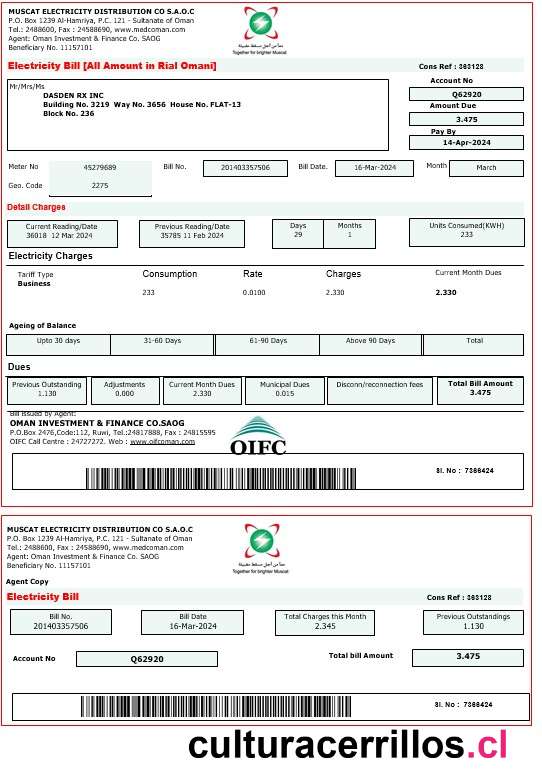 MUSCAT ELECTRICITY DISTRIBUTION CO S.A.O.C
P.O. Box 1239 Al-Hamriya, P.C. 121 - Sultanate of Oman
Tel.: 2488600, Fax : 24588690, www.medcoman.com
Agent: Oman Investment & Finance Co. SAOG
Beneficiary No. 11157101
معا من أجل مسقط مضيئة
Together for brighter Muscat
Electricity Bill [All Amount in Rial Omani]
Cons Ref : 363128
Mr/Mrs/Ms
DASDEN RX INC
Building No. 3219 Way No. 3656 House No. FLAT-13
Block No. 236
Account No
Q62920
Amount Due
3.475
Pay By
14-Apr-2024
Meter No 45279689 Bill No. 201403357506 Bill Date. 16-Mar-2024 Month March
Geo. Code 2275
Detail Charges
Current Reading/Date Previous Reading/Date Days Months Units Consumed(KWH)
36018 12 Mar 2024 35785 11 Feb 2024 29 1 233
Electricity Charges
Tariff Type Consumption Rate Charges Current Month Dues
Business
233 0.0100 2.330 2.330
Ageing of Balance
Upto 30 days 31-60 Days 61-90 Days Above 90 Days Total
Dues
Previous Outstanding Adjustments Current Month Dues Municipal Dues Disconn/reconnection fees Total Bill Amount
1.130 0.000 2.330 0.015 3.475
Bill issued by Agent:
OMAN INVESTMENT & FINANCE CO.SAOG
P.O.Box 2476,Code:112, Ruwi, Tel.:24817888, Fax : 24815595
OIFC Call Centre : 24727272. Web : www.oifcoman.com
OIFC
Sl. No : 7366424
MUSCAT ELECTRICITY DISTRIBUTION CO S.A.O.C
P.O. Box 1239 Al-Hamriya, P.C. 121 - Sultanate of Oman
Tel.: 2488600, Fax : 24588690, www.medcoman.com
Agent: Oman Investment & Finance Co. SAOG
Beneficiary No. 11157101
معا من أجل مسقط مضيئة
Together for brighter Muscat
Agent Copy
Electricity Bill
Cons Ref : 363128
Bill No. Bill Date Total Charges this Month Previous Outstandings
201403357506 16-Mar-2024 2.345 1.130
Account No Q62920 Total bill Amount 3.475
Sl. No : 7366424
culturacerrillos.cl